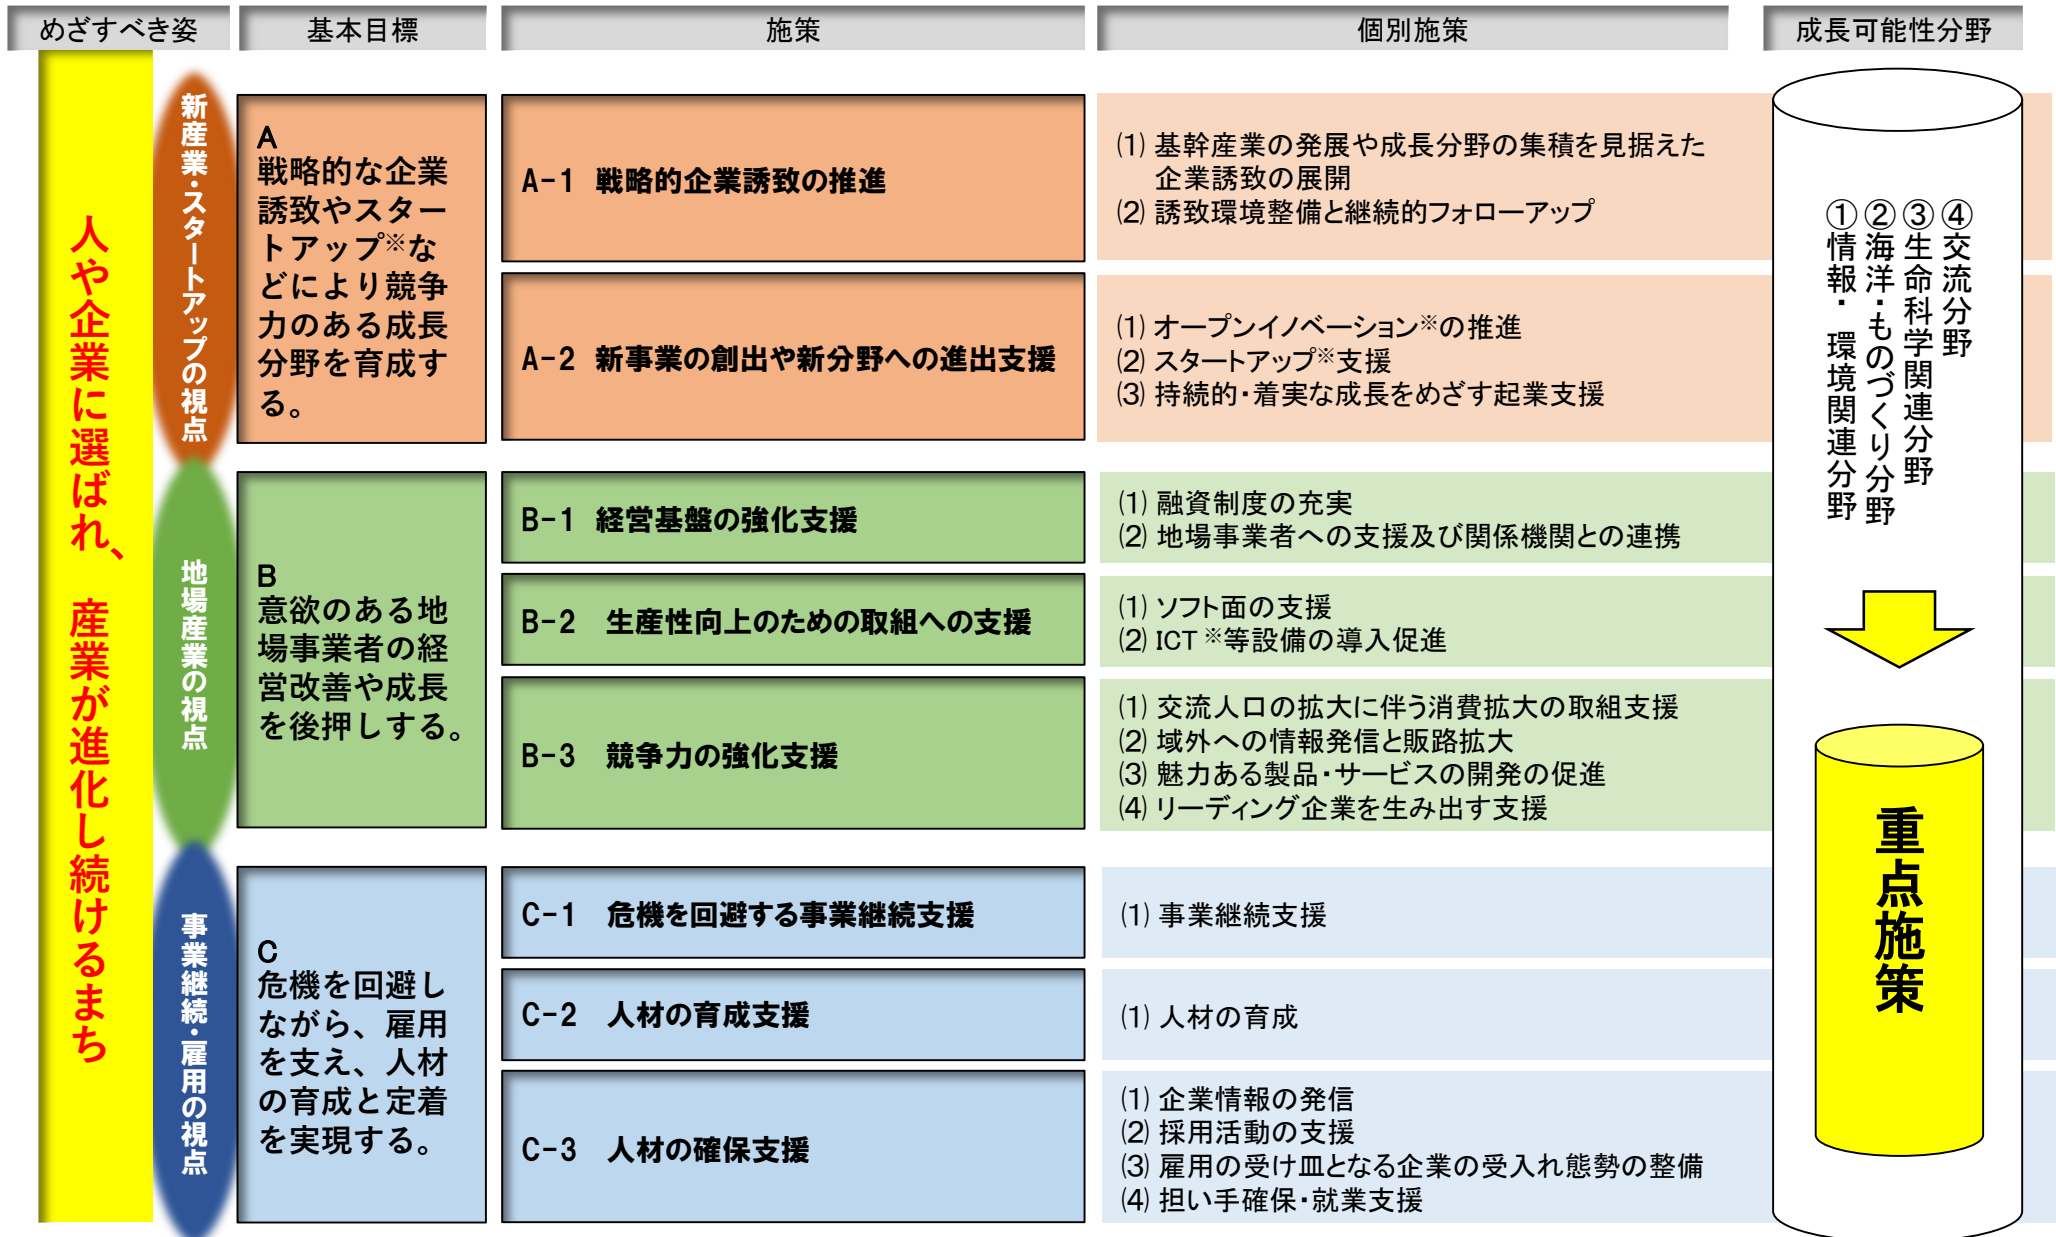 めざすべき姿
基本目標
施策
個別施策
成長可能性分野
人や企業に選ばれ、 産業が進化し続けるまち
新産業・スタートアップの視点
A
戦略的な企業
誘致やスター
トアップ※な
どにより競争
力のある成長
分野を育成す
る。
A-1 戦略的企業誘致の推進
⑴ 基幹産業の発展や成長分野の集積を見据えた
企業誘致の展開
⑵ 誘致環境整備と継続的フォローアップ
A-2 新事業の創出や新分野への進出支援
⑴ オープンイノベーション※の推進
⑵ スタートアップ※支援
⑶ 持続的・着実な成長をめざす起業支援
地場産業の視点
B
意欲のある地
場事業者の経
営改善や成長
を後押しする。
B-1 経営基盤の強化支援
⑴ 融資制度の充実
⑵ 地場事業者への支援及び関係機関との連携
B-2 生産性向上のための取組への支援
⑴ ソフト面の支援
⑵ ICT※等設備の導入促進
B-3 競争力の強化支援
⑴ 交流人口の拡大に伴う消費拡大の取組支援
⑵ 域外への情報発信と販路拡大
⑶ 魅力ある製品・サービスの開発の促進
⑷ リーディング企業を生み出す支援
事業継続・雇用の視点
C
危機を回避し
ながら、雇用
を支え、人材
の育成と定着
を実現する。
C-1 危機を回避する事業継続支援
⑴ 事業継続支援
C-2 人材の育成支援
⑴ 人材の育成
C-3 人材の確保支援
⑴ 企業情報の発信
⑵ 採用活動の支援
⑶ 雇用の受け皿となる企業の受入れ態勢の整備
⑷ 担い手確保・就業支援
①情報・ 環境関連分野
②海洋・ものづくり分野
③生命科学関連分野
④交流分野
重点施策